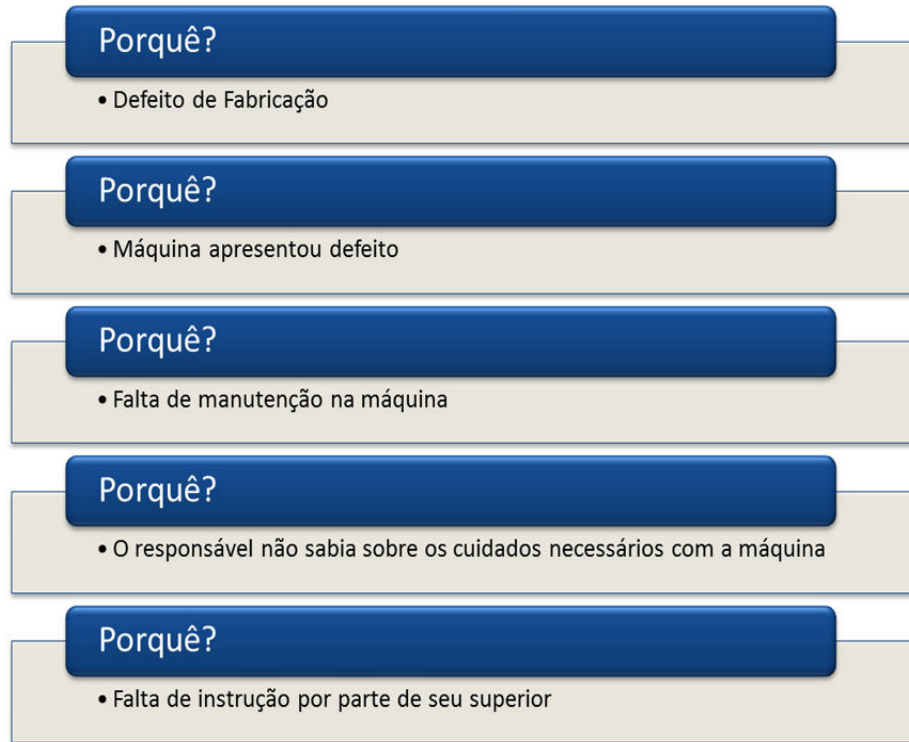 Porquê?
• Defeito de Fabricação
Porquê?
• Máquina apresentou defeito
Porquê?
• Falta de manutenção na máquina
Porquê?
• O responsável não sabia sobre os cuidados necessários com a máquina
Porquê?
• Falta de instrução por parte de seu superior